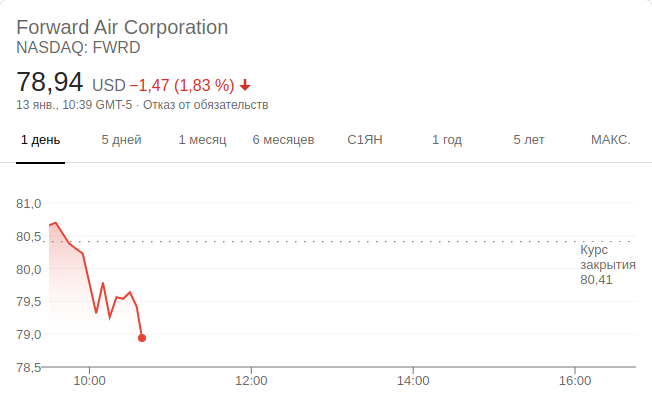 Forward Air Corporation
NASDAQ: FWRD
78,94 USD −1,47 (1,83 %)
13 янв., 10:39 GMT-5 · Отказ от обязательств
1 день 5 дней 1 месяц 6 месяцев С1ЯН 1 год 5 лет МАКС.
81,0
80,5
Курс
закрытия
80,41
80,0
79,5
79,0
78,5
10:00 12:00 14:00 16:00